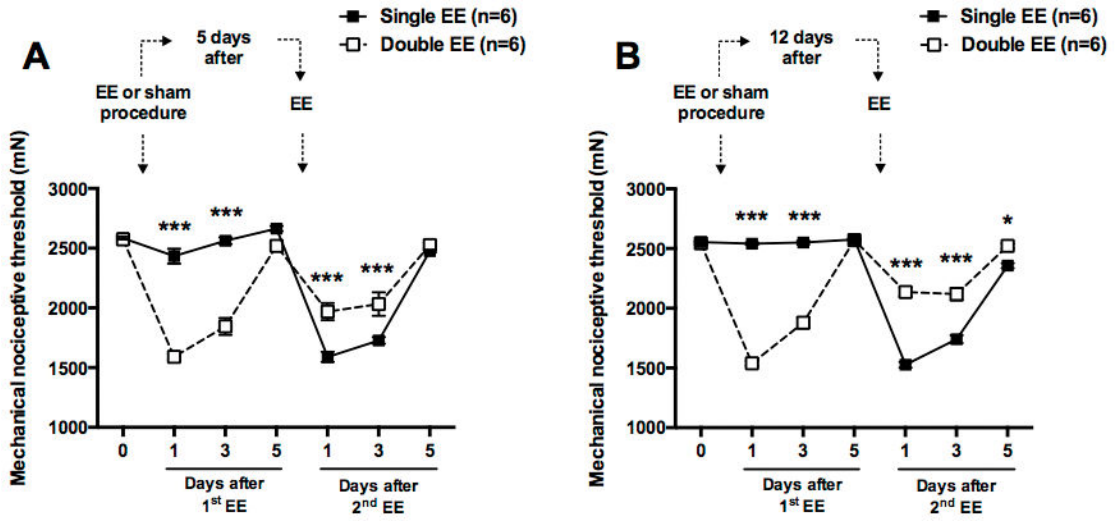 A
Single EE (n=6)
Double EE (n=6)
5 days
after
EE or sham
procedure
EE
Mechanical nociceptive threshold (mN)
3000
2500
2000
1500
1000
***
***
***
***
0
1
3
5
1
3
5
Days after
1st EE
Days after
2nd EE
B
Single EE (n=6)
Double EE (n=6)
12 days
after
EE or sham
procedure
EE
Mechanical nociceptive threshold (mN)
3000
2500
2000
1500
1000
***
***
***
***
*
0
1
3
5
1
3
5
Days after
1st EE
Days after
2nd EE